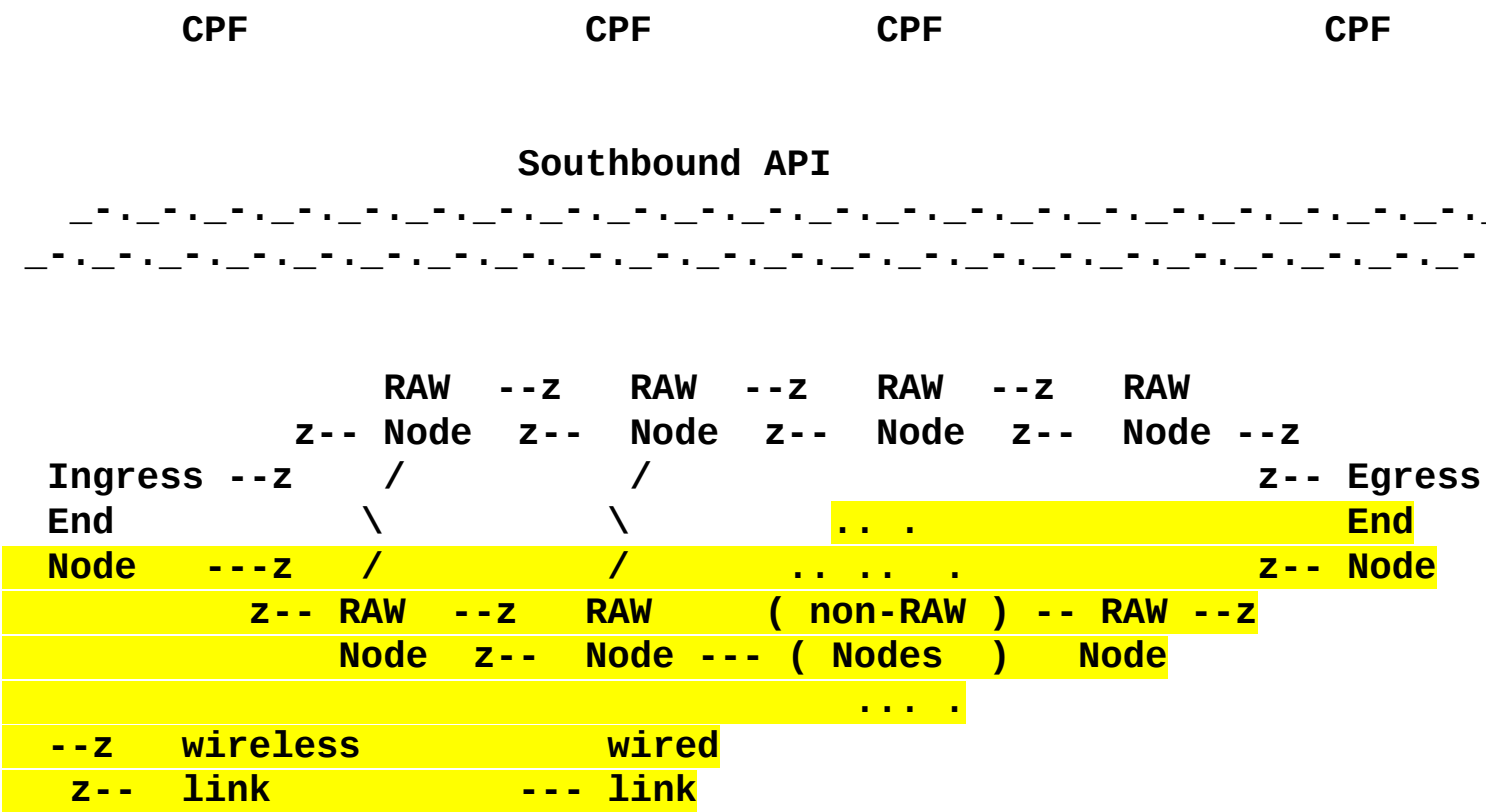 CPF CPF CPF CPF
Southbound API
_-._-._-._-._-._-._-._-._-._-._-._-._-._-._-._-._-._-._-._-._-.
_-._-._-._-._-._-._-._-._-._-._-._-._-._-._-._-._-._-._-._-._-._-
RAW --z RAW --z RAW --z RAW
z-- Node z-- Node z-- Node z-- Node --z
Ingress --z / / z-- Egress
End \ \ .. . End
Node ---z / / .. .. . z-- Node
z-- RAW --z RAW ( non-RAW ) -- RAW --z
Node z-- Node --- ( Nodes ) Node
... .
--z wireless wired
z-- link --- link